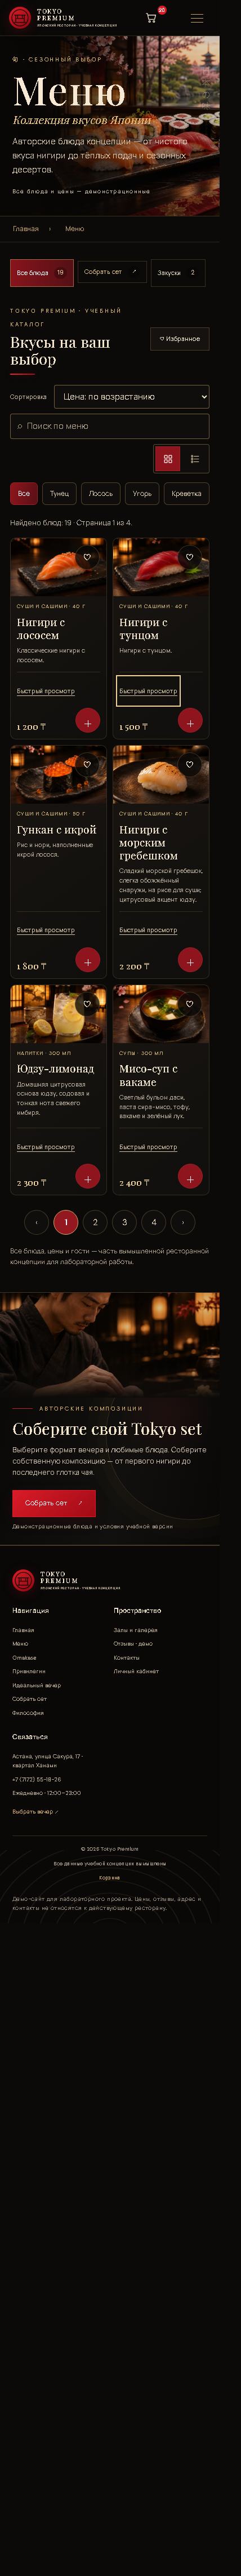 TOKYO
PREMIUM
ЯПОНСКИЙ РЕСТОРАН · УЧЕБНАЯ КОНЦЕПЦИЯ
20
· СЕЗОННЫЙ ВЫБОР
Меню
Коллекция вкусов Японии
Авторские блюда концепции — от чистого
вкуса нигири до тёплых подач и сезонных
десертов.
Все блюда и цены — демонстрационные
Главная › Меню
Все блюда 19
Собрать сет ↗
Закуски 2
TOKYO PREMIUM · УЧЕБНЫЙ
КАТАЛОГ
Вкусы на ваш
выбор
♡ Избранное
Сортировка
Цена: по возрастанию
Поиск по меню
Все
Тунец
Лосось
Угорь
Креветка
Найдено блюд: 19 · Страница 1 из 4.
СУШИ И САШИМИ · 40 Г
Нигири с
лососем
Классические нигири с
лососем.
Быстрый просмотр
1 200 ₸
+
СУШИ И САШИМИ · 40 Г
Нигири с
тунцом
Нигири с тунцом.
Быстрый просмотр
1 500 ₸
+
СУШИ И САШИМИ · 50 Г
Гункан с икрой
Рис и нори, наполненные
икрой лосося.
Быстрый просмотр
1 800 ₸
+
СУШИ И САШИМИ · 40 Г
Нигири с
морским
гребешком
Сладкий морской гребешок,
слегка обожжённый
снаружи, на рисе для суши;
цитрусовый акцент юдзу.
Быстрый просмотр
2 200 ₸
+
НАПИТКИ · 300 МЛ
Юдзу-лимонад
Домашняя цитрусовая
основа юдзу, содовая и
тонкая нота свежего
имбиря.
Быстрый просмотр
2 300 ₸
+
СУПЫ · 300 МЛ
Мисо-суп с
вакаме
Светлый бульон даси,
паста сиро-мисо, тофу,
вакаме и зелёный лук.
Быстрый просмотр
2 400 ₸
+
‹ 1 2 3 4 ›
Все блюда, цены и гости — часть вымышленной ресторанной
концепции для лабораторной работы.
АВТОРСКИЕ КОМПОЗИЦИИ
Соберите свой Tokyo set
Выберите формат вечера и любимые блюда. Соберите
собственную композицию — от первого нигири до
последнего глотка чая.
Собрать сет ↗
Демонстрационные блюда и условия учебной версии
TOKYO
PREMIUM
ЯПОНСКИЙ РЕСТОРАН · УЧЕБНАЯ КОНЦЕПЦИЯ
Навигация
Главная
Меню
Omakase
Привилегии
Идеальный вечер
Собрать сет
Философия
Пространство
Залы и галерея
Отзывы · демо
Контакты
Личный кабинет
Связаться
Астана, улица Сакура, 17 ·
квартал Ханами
+7 (7172) 55-18-26
Ежедневно · 12:00–23:00
Выбрать вечер ↗
© 2026 Tokyo Premium
Все данные учебной концепции вымышлены
Корзина
Демо-сайт для лабораторного проекта. Цены, отзывы, адрес и
контакты не относятся к действующему ресторану.